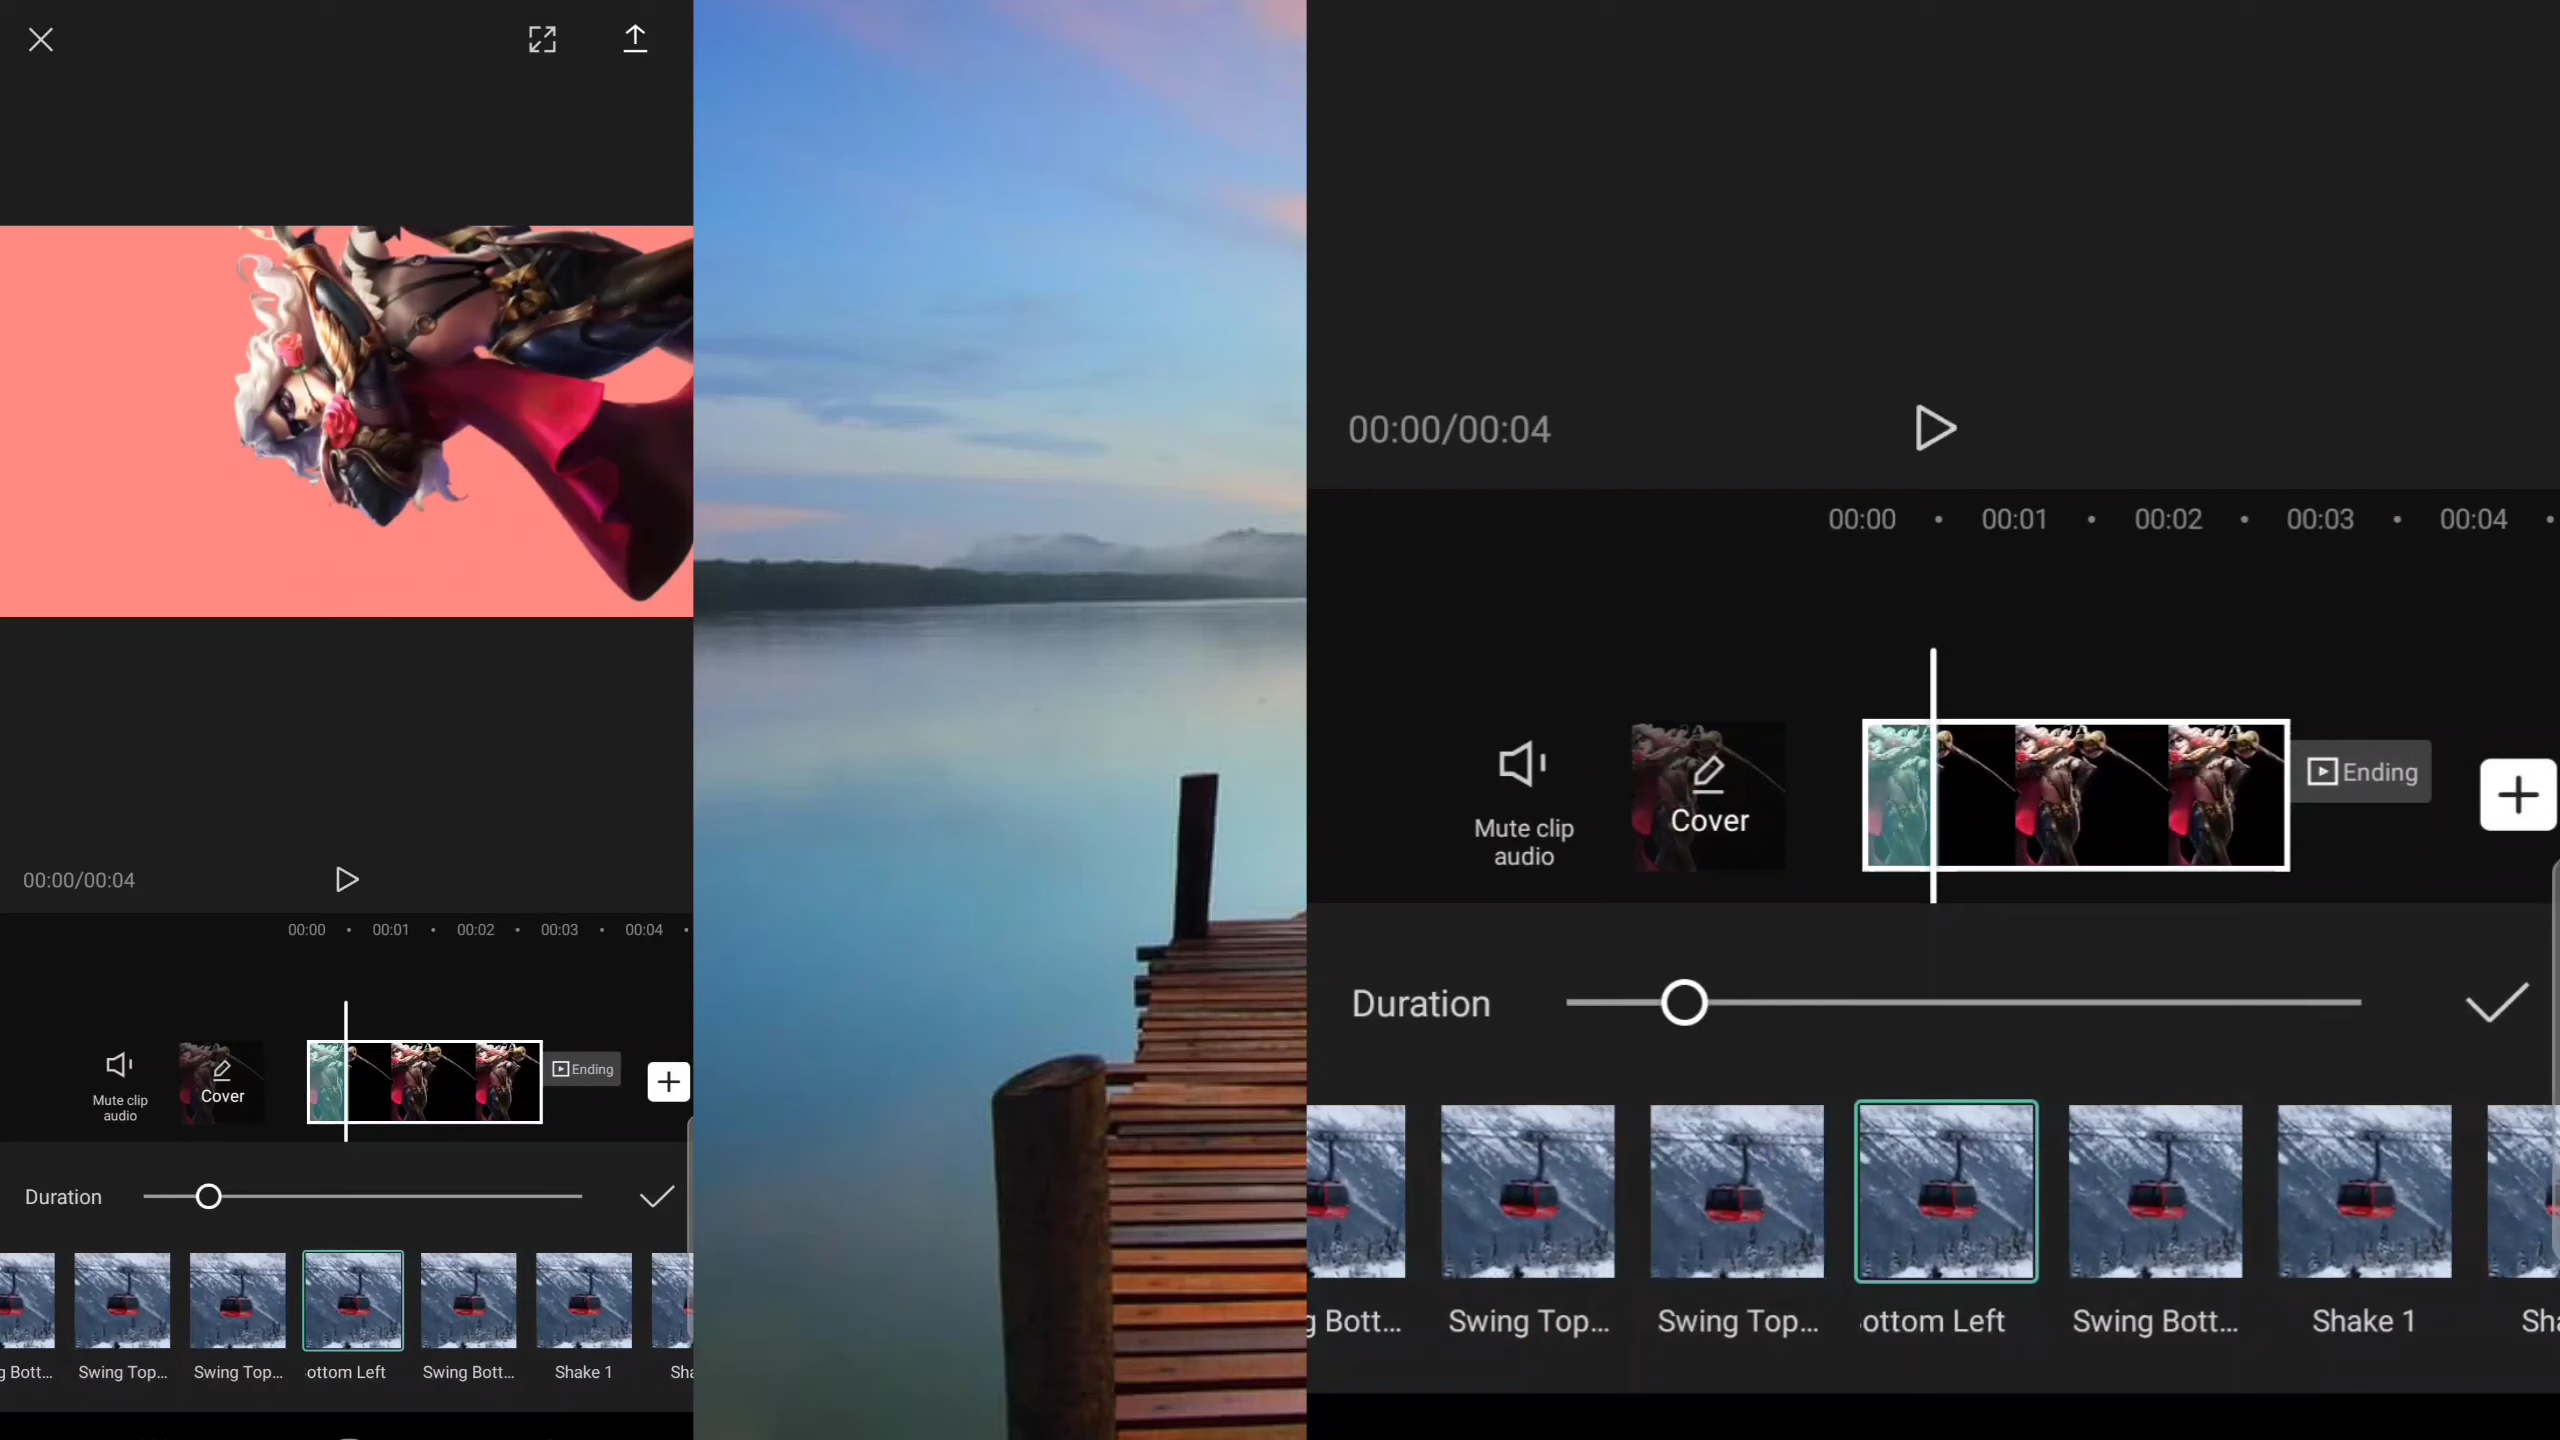 00:00/00:04
00:00 00:01 00:02 00:03 00:04
Mute clip
audio
Cover
Ending
Duration
g Bott... Swing Top... Swing Top... ottom Left Swing Bott... Shake 1 Sha
00:00/00:04
00:00 00:01 00:02 00:03 00:04
Mute clip
audio
Cover
Ending
Duration
g Bott... Swing Top... Swing Top... ottom Left Swing Bott... Shake 1 Sha